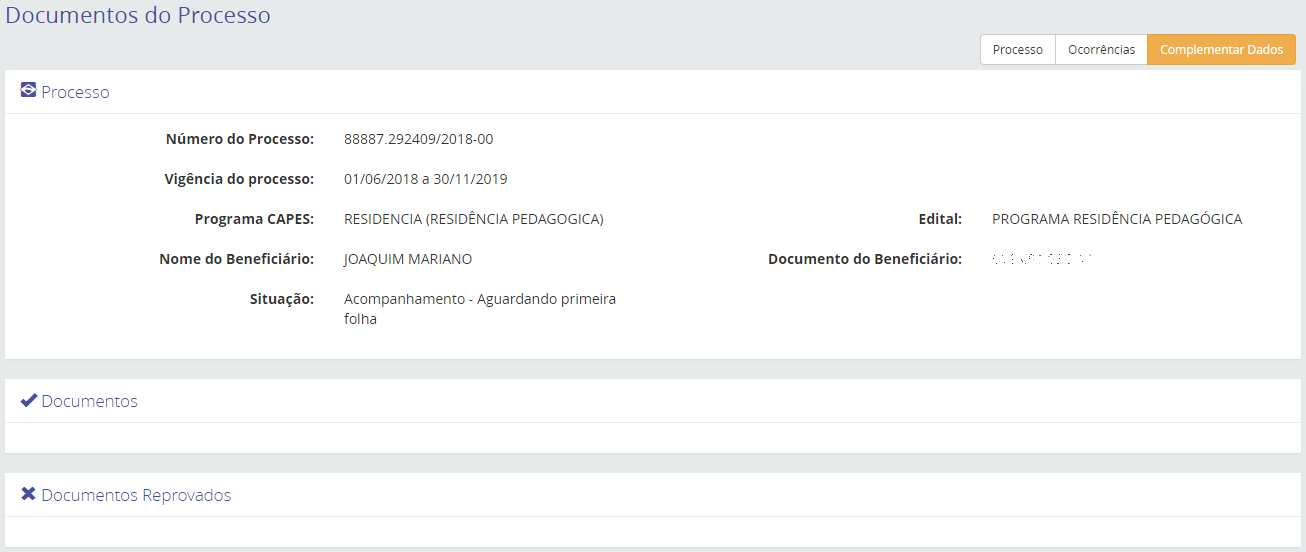 Documentos do Processo
Processo Ocorrências Complementar Dados
Processo
Número do Processo: 88887.292409/2018-00
Vigência do processo: 01/06/2018 a 30/11/2019
Programa CAPES: RESIDENCIA (RESIDÊNCIA PEDAGOGICA) Edital: PROGRAMA RESIDÊNCIA PEDAGÓGICA
Nome do Beneficiário: JOAQUIM MARIANO Documento do Beneficiário:
Situação: Acompanhamento - Aguardando primeira
folha
Documentos
Documentos Reprovados